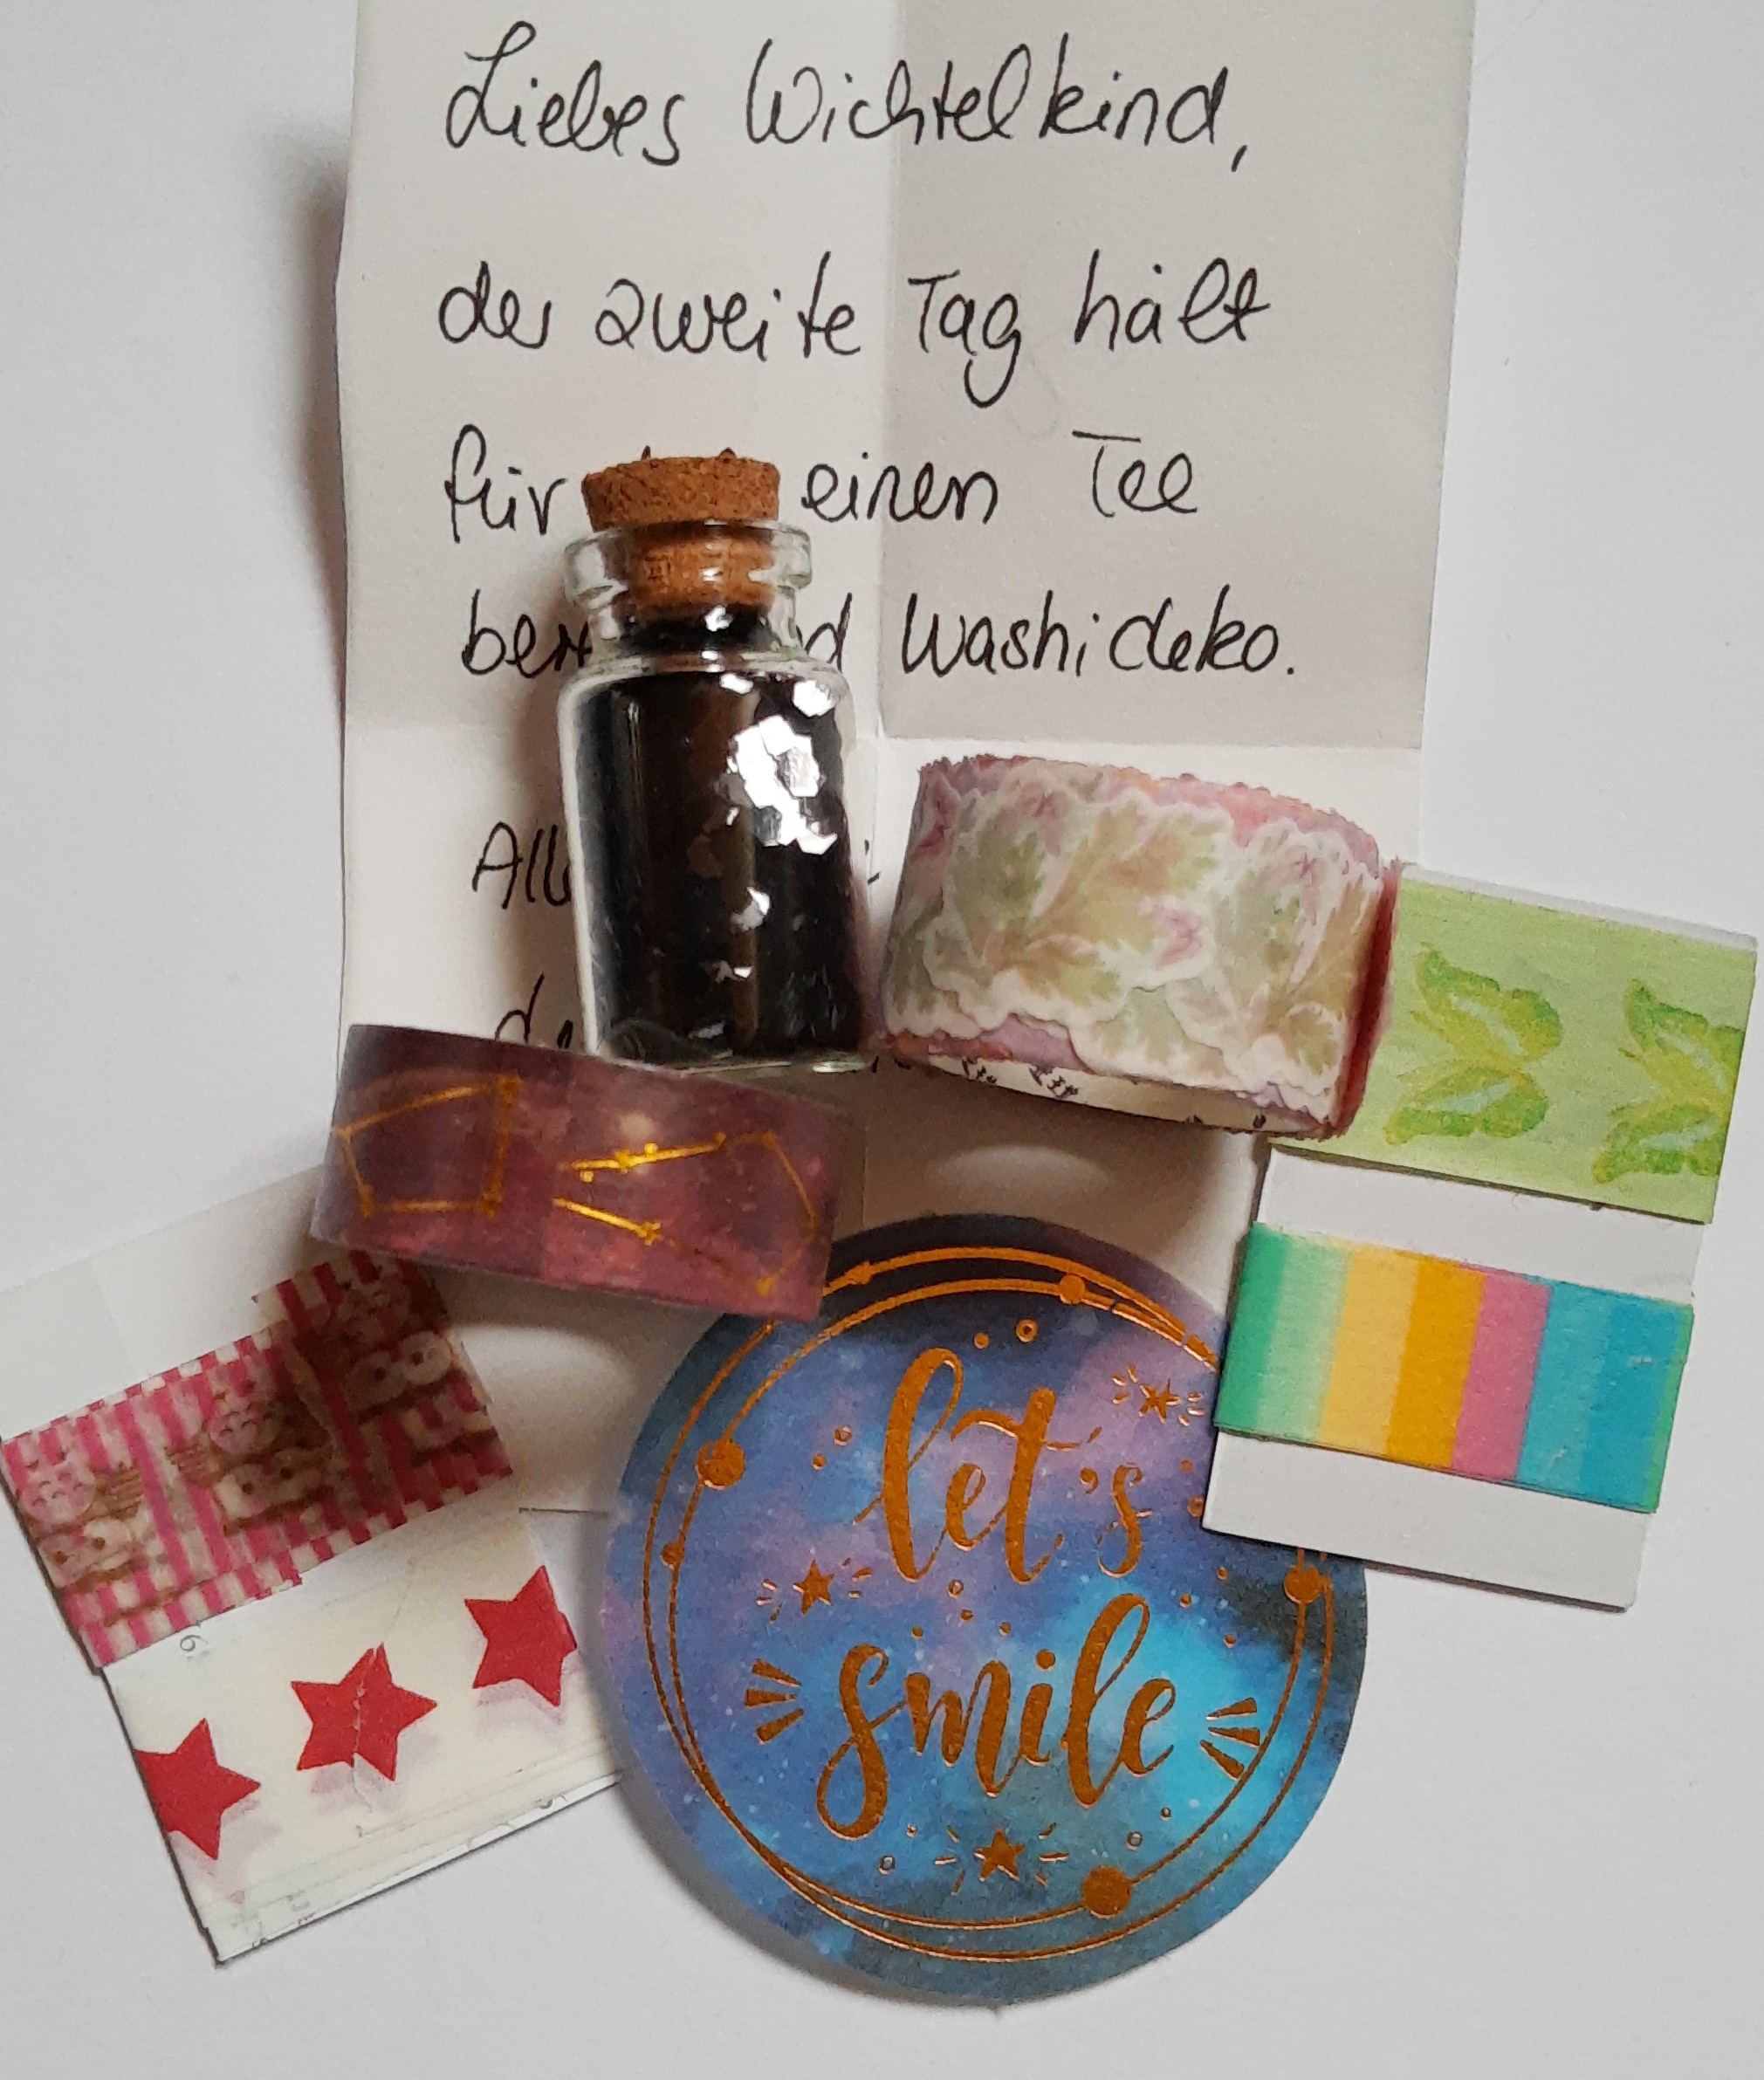 Liebes Wichtelkind,
der zweite Tag hält
für einen Tee
Washideko.
let's
smile